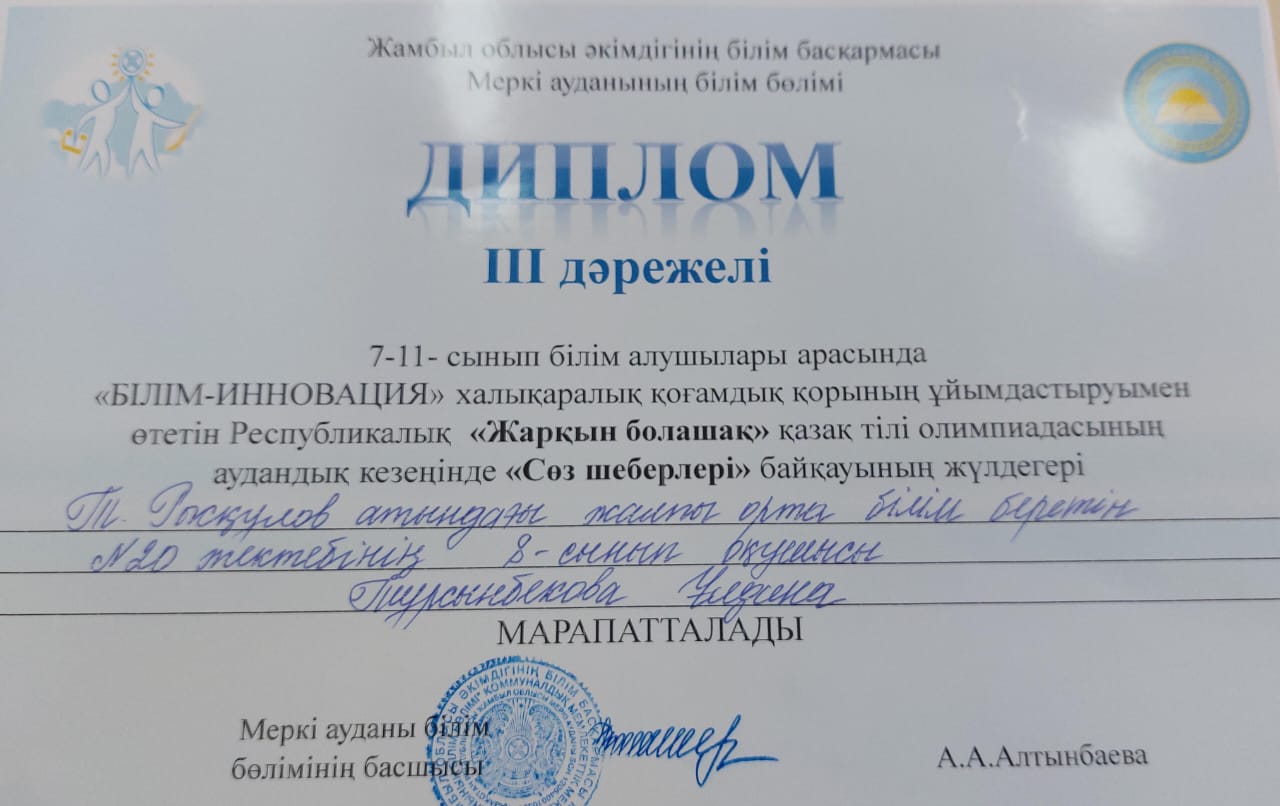 Жамбыл облысы әкімдігінің білім басқармасы
Меркі ауданының білім бөлімі
ДИПЛОМ
III дәрежелі
7-11- сынып білім алушылары арасында
«БІЛІМ-ИННОВАЦИЯ» халықаралық қоғамдық қорының ұйымдастыруымен
өтетін Республикалық «Жарқын болашақ» қазақ тілі олимпиадасының
аудандық кезеңінде «Сөз шеберлері» байқауының жүлдегері
Т. Рысқұлов атындағы жалпы орта білім беретін
№20 мектебінің 8-сынып оқушысы
Турсынбекова Улдана
МАРАПАТТАЛАДЫ
Меркі ауданы білім
бөлімінің басшысы
А.А.Алтынбаева